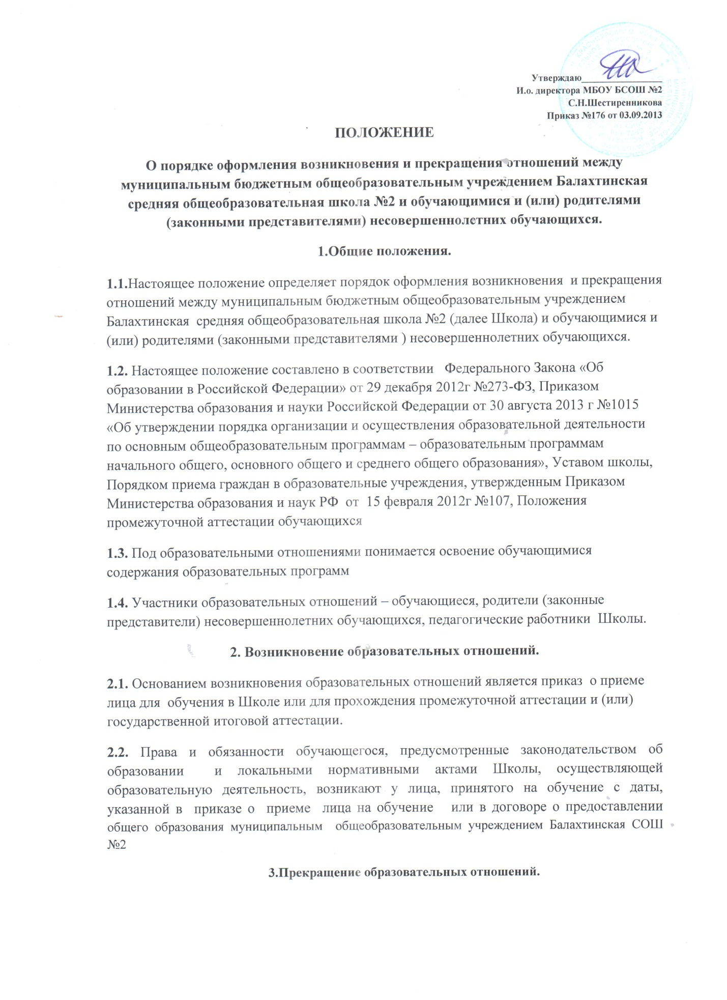 Утверждаю_________________
И.о. директора МБОУ БСОШ №2
С.Н.Шестиренникова
Приказ №176 от 03.09.2013
ПОЛОЖЕНИЕ
О порядке оформления возникновения и прекращения отношений между
муниципальным бюджетным общеобразовательным учреждением Балахтинская
средняя общеобразовательная школа №2 и обучающимися и (или) родителями
(законными представителями) несовершеннолетних обучающихся.
1.Общие положения.
1.1.Настоящее положение определяет порядок оформления возникновения и прекращения
отношений между муниципальным бюджетным общеобразовательным учреждением
Балахтинская средняя общеобразовательная школа №2 (далее Школа) и обучающимися и
(или) родителями (законными представителями ) несовершеннолетних обучающихся.
1.2. Настоящее положение составлено в соответствии Федерального Закона «Об
образовании в Российской Федерации» от 29 декабря 2012г №273-ФЗ, Приказом
Министерства образования и науки Российской Федерации от 30 августа 2013 г №1015
«Об утверждении порядка организации и осуществления образовательной деятельности
по основным общеобразовательным программам – образовательным программам
начального общего, основного общего и среднего общего образования», Уставом школы,
Порядком приема граждан в образовательные учреждения, утвержденным Приказом
Министерства образования и наук РФ от 15 февраля 2012г №107, Положения
промежуточной аттестации обучающихся
1.3. Под образовательными отношениями понимается освоение обучающимися
содержания образовательных программ
1.4. Участники образовательных отношений – обучающиеся, родители (законные
представители) несовершеннолетних обучающихся, педагогические работники Школы.
2. Возникновение образовательных отношений.
2.1. Основанием возникновения образовательных отношений является приказ о приеме
лица для обучения в Школе или для прохождения промежуточной аттестации и (или)
государственной итоговой аттестации.
2.2. Права и обязанности обучающегося, предусмотренные законодательством об
образовании и локальными нормативными актами Школы, осуществляющей
образовательную деятельность, возникают у лица, принятого на обучение с даты,
указанной в приказе о приеме лица на обучение или в договоре о предоставлении
общего образования муниципальным общеобразовательным учреждением Балахтинская СОШ
№2
3.Прекращение образовательных отношений.